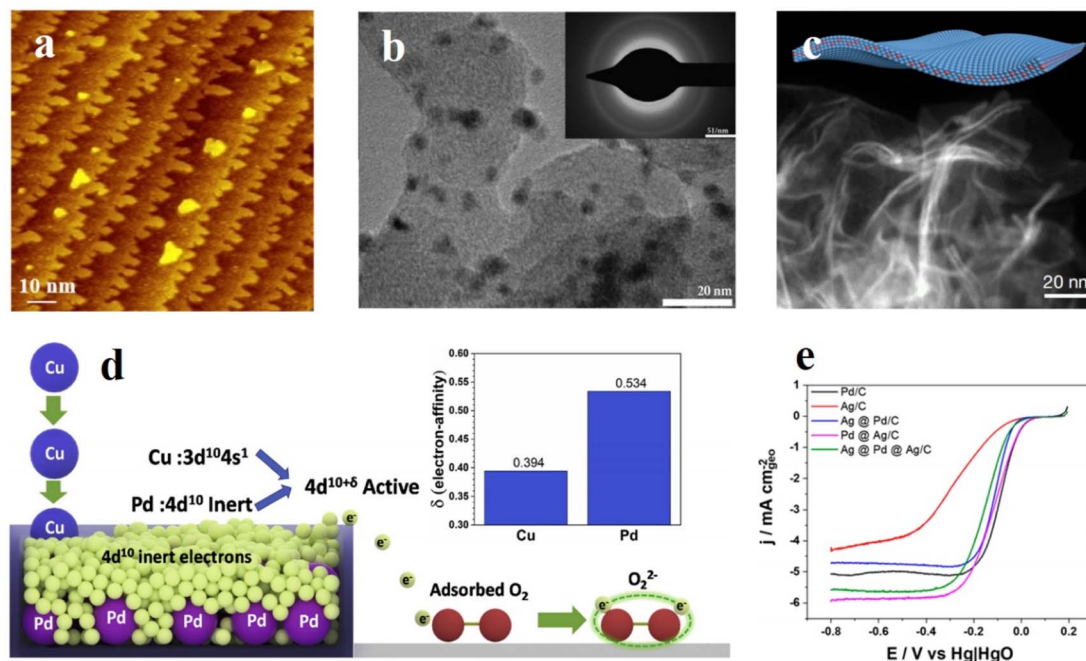 a
10 nm
b
51/nm
20 nm
c
20 nm
d
Cu
Cu
Cu
Cu :3d¹⁰4s¹
Pd :4d¹⁰ Inert
4d¹⁰⁺ᵟ Active
4d¹⁰ inert electrons
Pd
Pd
Pd
Pd
Pd
e⁻
e⁻
e⁻
e⁻
Adsorbed O₂
e⁻
e⁻
O₂²⁻
δ (electron-affinity)
0.60
0.55
0.50
0.45
0.40
0.35
0.30
0.394
0.534
Cu
Pd
e
Pd/C
Ag/C
Ag @ Pd/C
Pd @ Ag/C
Ag @ Pd @ Ag/C
j / mA cm⁻²geo
1
0
-1
-2
-3
-4
-5
-6
-0.8
-0.6
-0.4
-0.2
0.0
0.2
E / V vs Hg|HgO